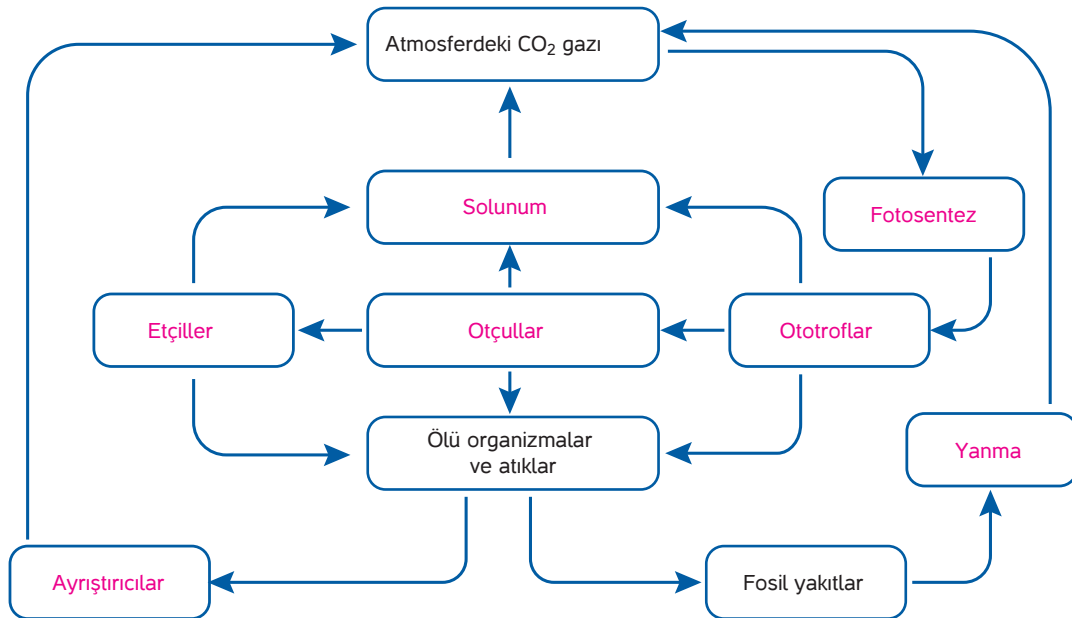 Atmosferdeki CO₂ gazı
Solunum
Fotosentez
Etçiller
Otçullar
Ototroflar
Ölü organizmalar
ve atıklar
Yanma
Ayrıştırıcılar
Fosil yakıtlar